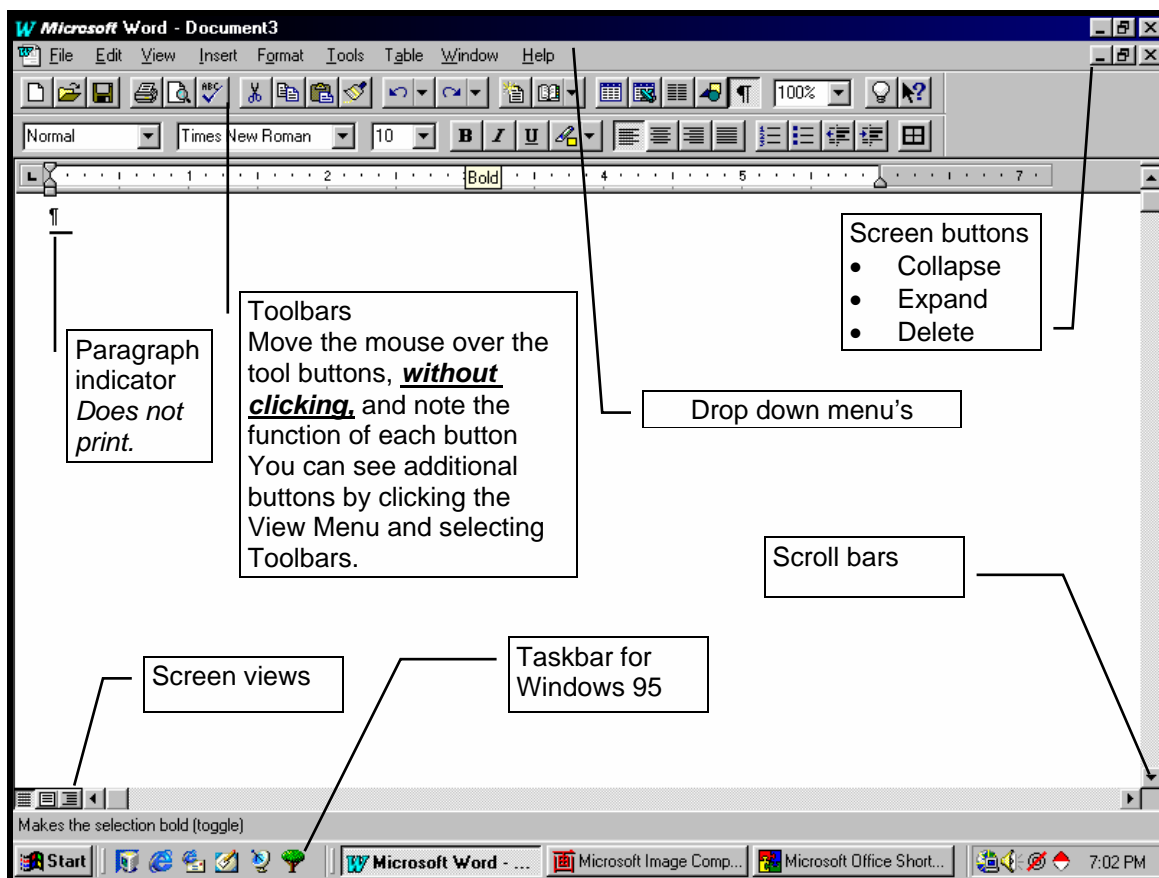 Microsoft Word - Document3
File Edit View Insert Format Tools Table Window Help
ABC 100% ?
Normal Times New Roman 10 B I U
1 2 Bold 4 5 7
¶
Screen buttons
• Collapse
• Expand
• Delete
Toolbars
Move the mouse over the
tool buttons, without
clicking, and note the
function of each button
You can see additional
buttons by clicking the
View Menu and selecting
Toolbars.
Paragraph
indicator
Does not
print.
Drop down menu's
Scroll bars
Screen views
Taskbar for
Windows 95
Makes the selection bold (toggle)
Start Microsoft Word - ... Microsoft Image Comp... Microsoft Office Short... 7:02 PM